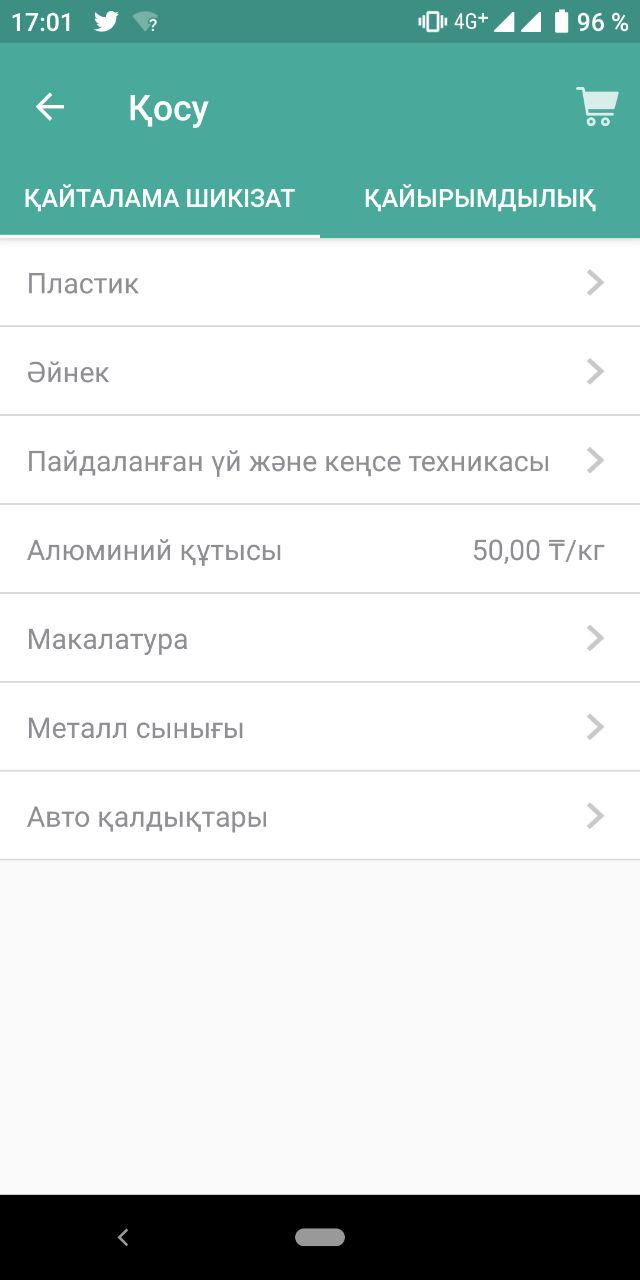 17:01 4G+ 96 %
Қосу
ҚАЙТАЛАМА ШИКІЗАТ ҚАЙЫРЫМДЫЛЫҚ
Пластик
Әйнек
Пайдаланған үй және кеңсе техникасы
Алюминий құтысы 50,00 ₸/кг
Макалатура
Металл сынығы
Авто қалдықтары